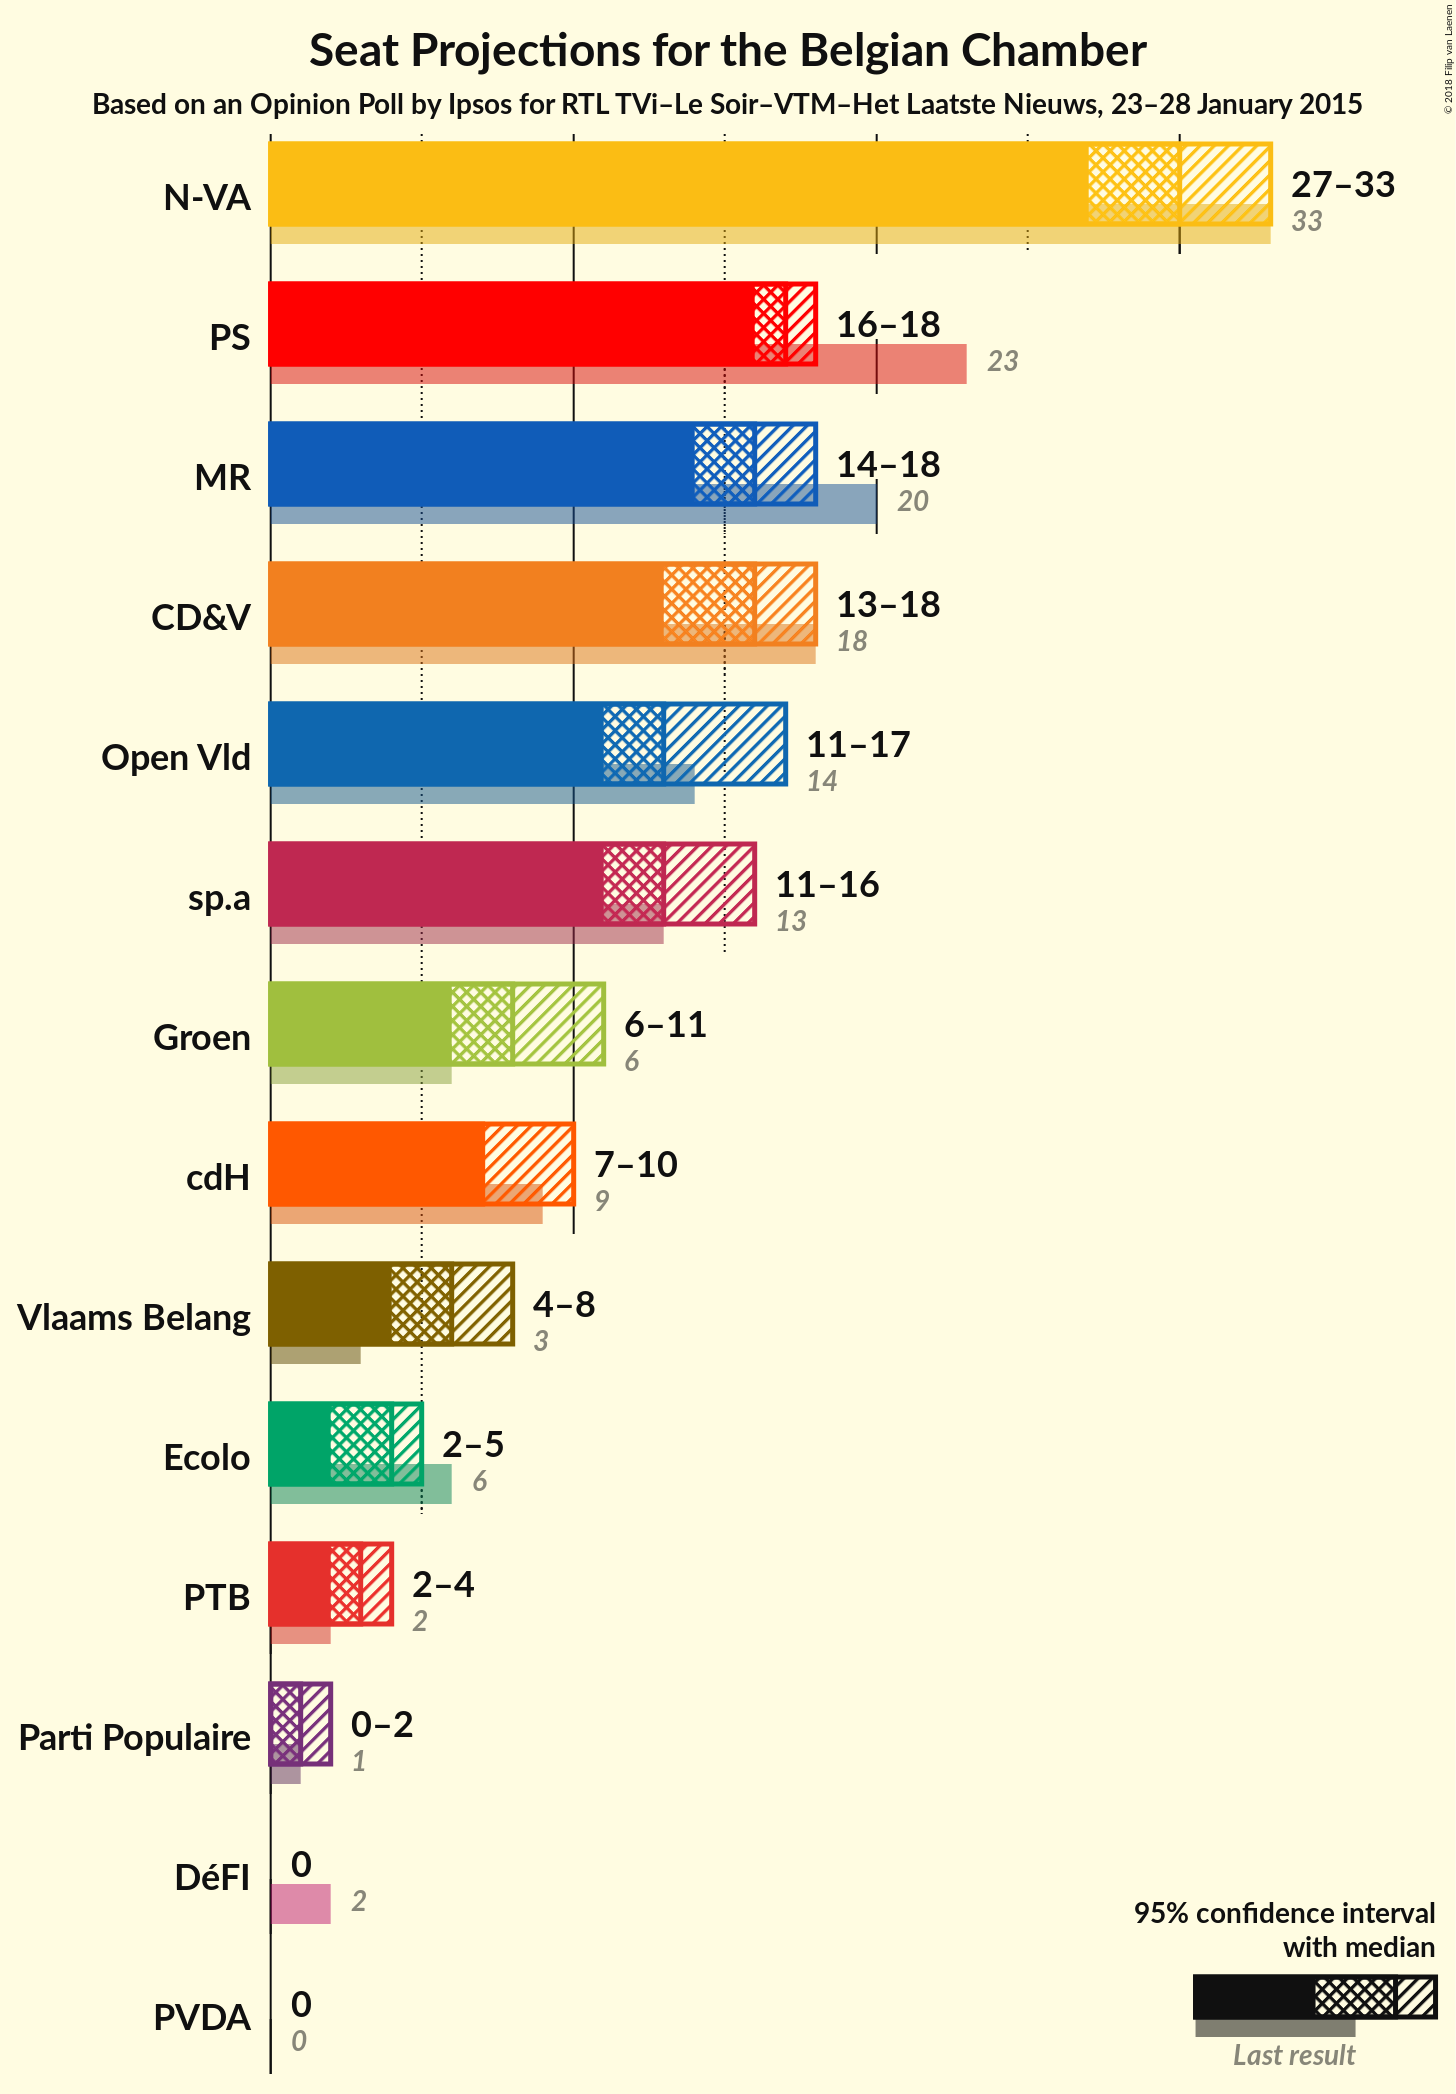 Seat Projections for the Belgian Chamber
Based on an Opinion Poll by Ipsos for RTL TVi–Le Soir–VTM–Het Laatste Nieuws, 23–28 January 2015
© 2018 Filip van Laenen
N-VA
27–33
33
PS
16–18
23
MR
14–18
20
CD&V
13–18
18
Open Vld
11–17
14
sp.a
11–16
13
Groen
6–11
6
cdH
7–10
9
Vlaams Belang
4–8
3
Ecolo
2–5
6
PTB
2–4
2
Parti Populaire
0–2
1
DéFI
0
2
PVDA
0
0
95% confidence interval
with median
Last result